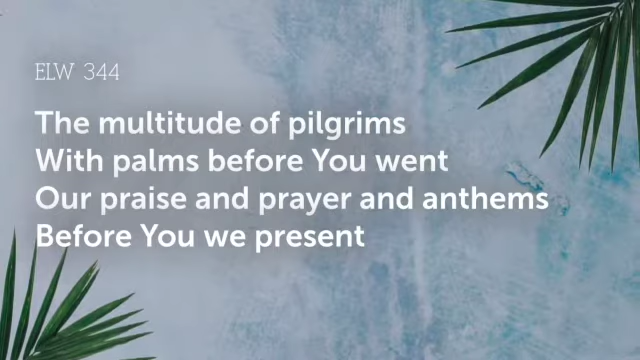 ELW 344
The multitude of pilgrims
With palms before You went
Our praise and prayer and anthems
Before You we present